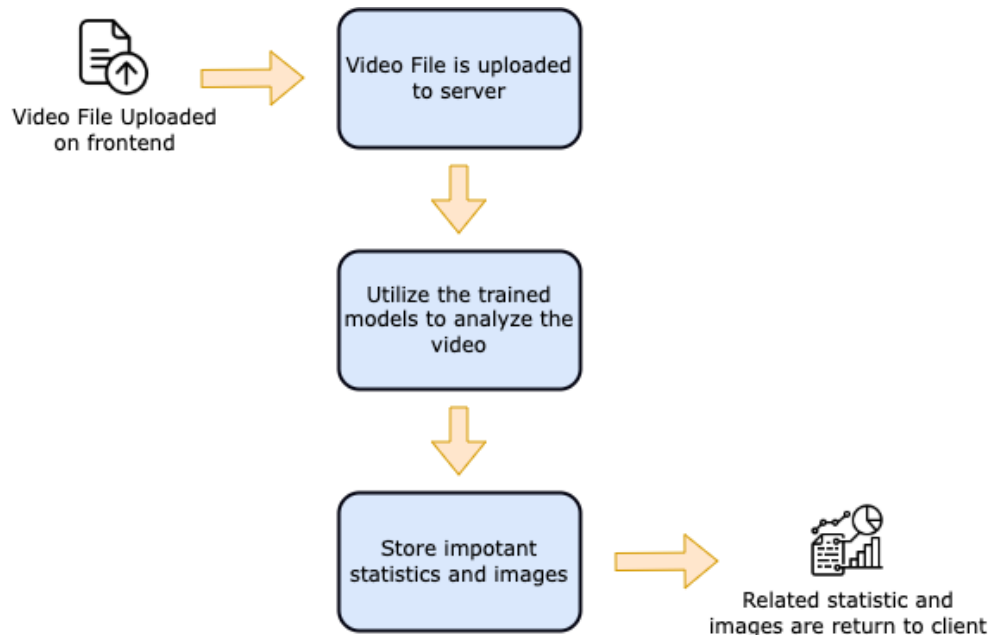 Video File Uploaded
on frontend
Video File is uploaded
to server
Utilize the trained
models to analyze the
video
Store impotant
statistics and images
Related statistic and
images are return to client